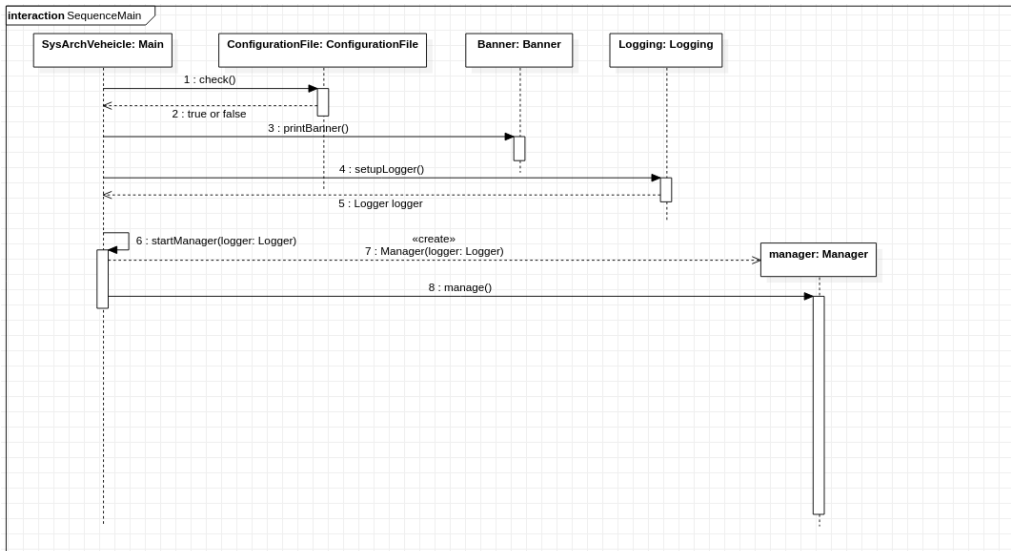 interaction SequenceMain
SysArchVeheicle: Main
ConfigurationFile: ConfigurationFile
Banner: Banner
Logging: Logging
1 : check()
2 : true or false
3 : printBanner()
4 : setupLogger()
5 : Logger logger
6 : startManager(logger: Logger)
«create»
7 : Manager(logger: Logger)
manager: Manager
8 : manage()